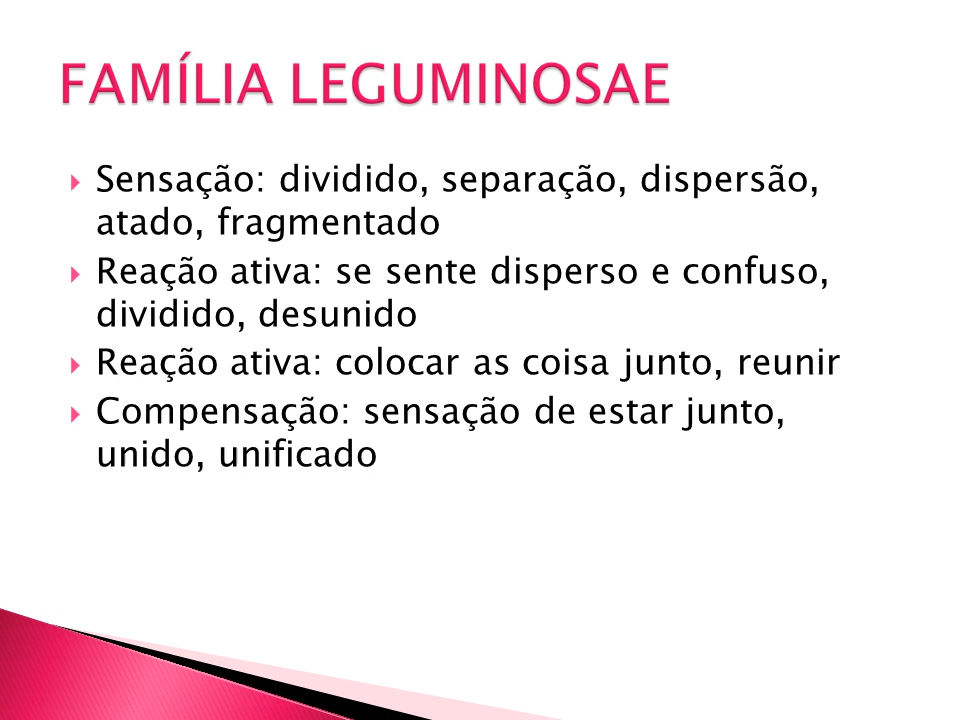 FAMÍLIA LEGUMINOSAE
Sensação: dividido, separação, dispersão,
atado, fragmentado
Reação ativa: se sente disperso e confuso,
dividido, desunido
Reação ativa: colocar as coisa junto, reunir
Compensação: sensação de estar junto,
unido, unificado